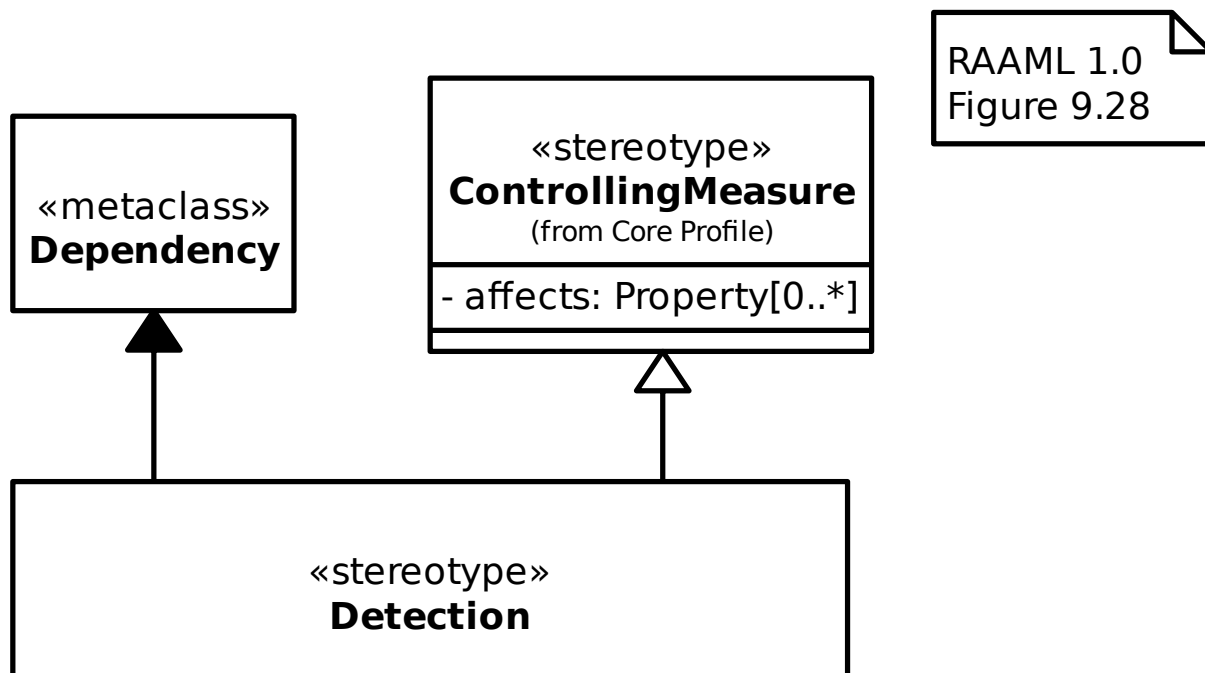 RAAML 1.0
Figure 9.28
«stereotype»
ControllingMeasure
(from Core Profile)
- affects: Property[0..*]
«metaclass»
Dependency
«stereotype»
Detection